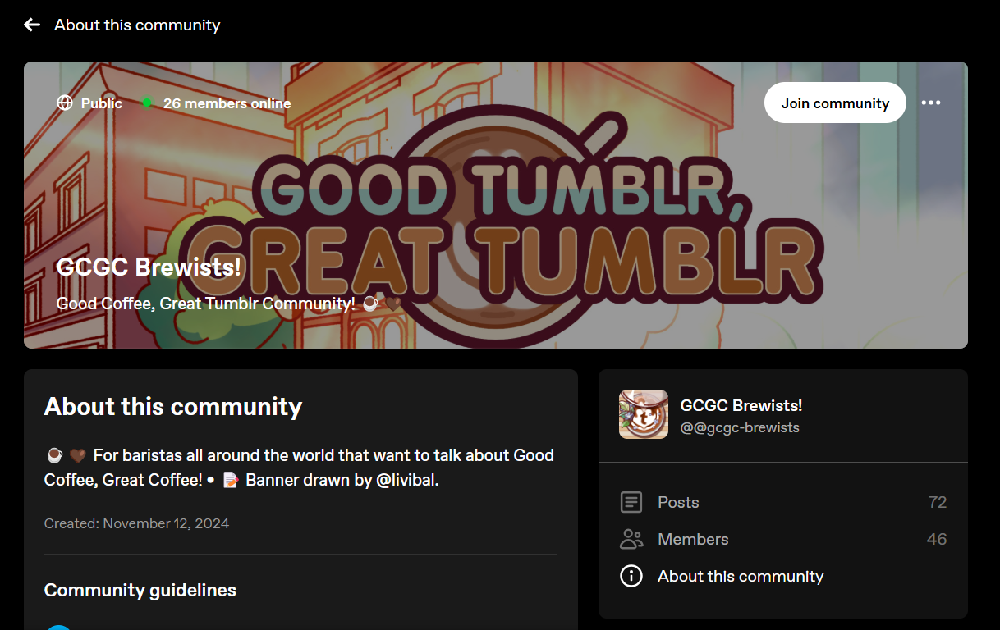 About this community
Public
26 members online
Join community
GOOD TUMBLR,
GREAT TUMBLR
GCGC Brewists!
Good Coffee, Great Tumblr Community! ☕ 🤎
About this community
☕ 🤎 For baristas all around the world that want to talk about Good
Coffee, Great Coffee! • 📝 Banner drawn by @livibal.
Created: November 12, 2024
Community guidelines
t
GCGC Brewists!
@@gcgc-brewists
Posts 72
Members 46
About this community